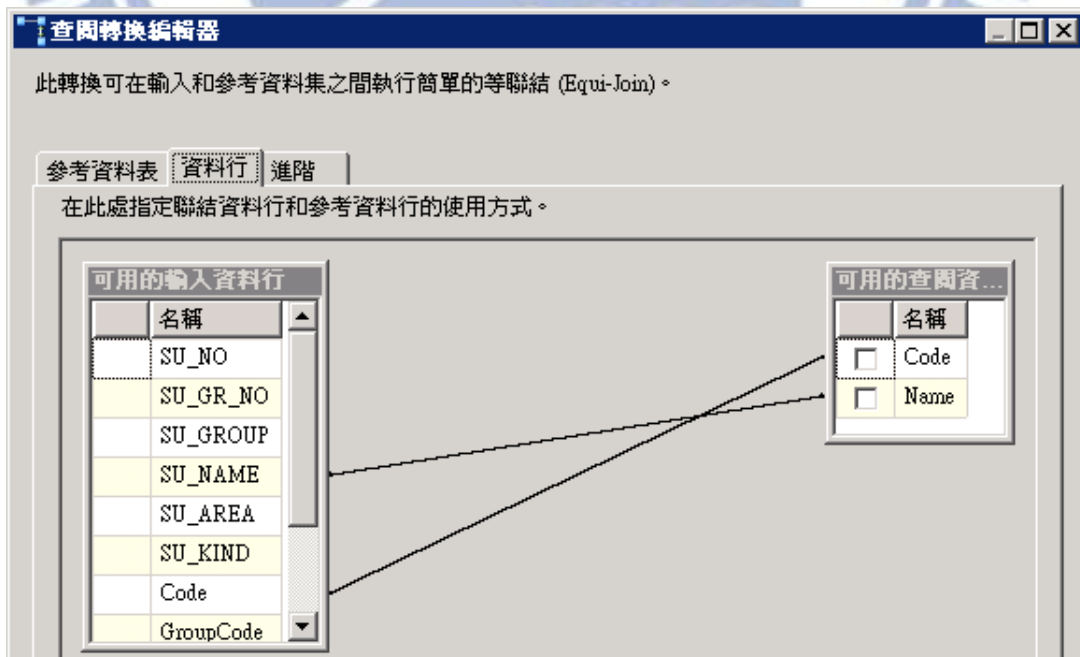 查閱轉換編輯器
此轉換可在輸入和參考資料集之間執行簡單的等聯結 (Equi-Join)。
參考資料表 資料行 進階
在此處指定聯結資料行和參考資料行的使用方式。
可用的輸入資料行
名稱
SU_NO
SU_GR_NO
SU_GROUP
SU_NAME
SU_AREA
SU_KIND
Code
GroupCode
可用的查閱資...
名稱
Code
Name